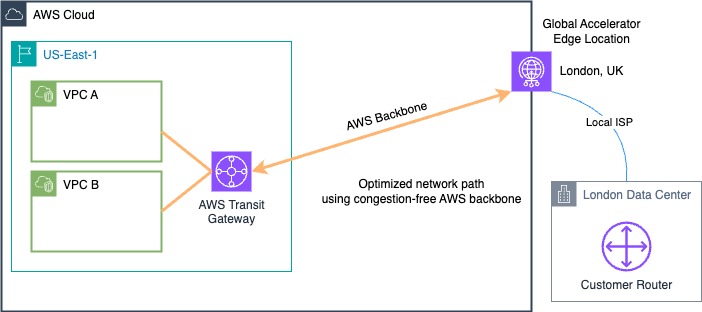 AWS Cloud
Global Accelerator
Edge Location
US-East-1
London, UK
VPC A
AWS Backbone
Local ISP
VPC B
Optimized network path
using congestion-free AWS backbone
AWS Transit
Gateway
London Data Center
Customer Router